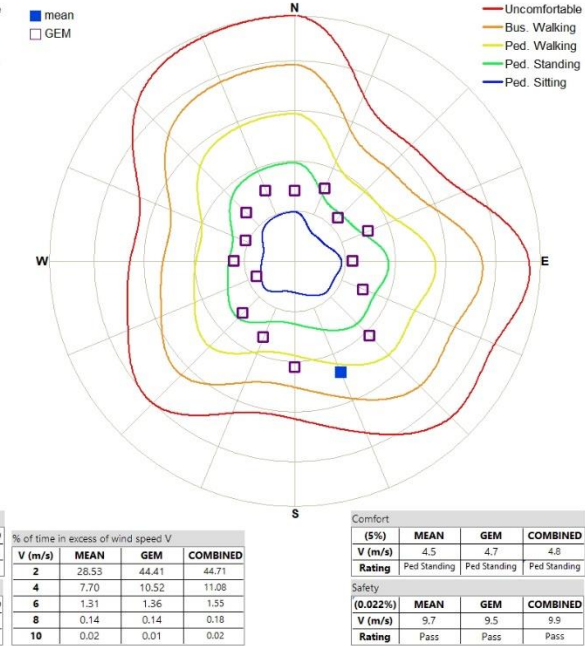 N
mean
GEM
Uncomfortable
Bus. Walking
Ped. Walking
Ped. Standing
Ped. Sitting
W
E
S
% of time in excess of wind speed V
V (m/s) MEAN GEM COMBINED
2 28.53 44.41 44.71
4 7.70 10.52 11.08
6 1.31 1.36 1.55
8 0.14 0.14 0.18
10 0.02 0.01 0.02
Comfort
(5%) MEAN GEM COMBINED
V (m/s) 4.5 4.7 4.8
Rating Ped Standing Ped Standing Ped Standing
Safety
(0.022%) MEAN GEM COMBINED
V (m/s) 9.7 9.5 9.9
Rating Pass Pass Pass